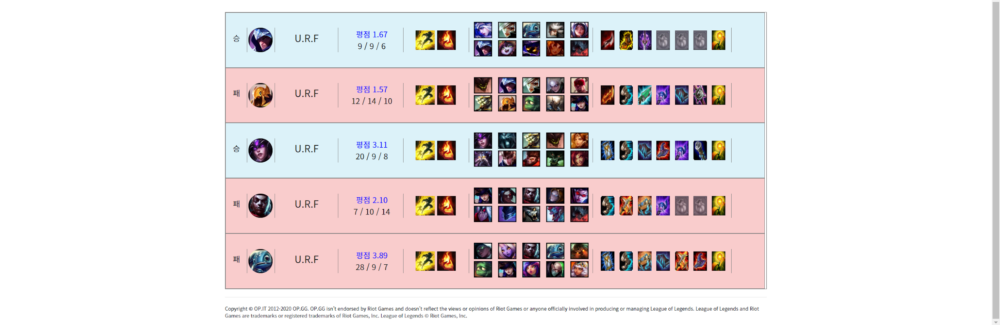 승 U.R.F 평점 1.67
9 / 9 / 6
패 U.R.F 평점 1.57
12 / 14 / 10
승 U.R.F 평점 3.11
20 / 9 / 8
패 U.R.F 평점 2.10
7 / 10 / 14
패 U.R.F 평점 3.89
28 / 9 / 7
Copyright © OP.IT 2012-2020 OP.GG. OP.GG isn't endorsed by Riot Games and doesn't reflect the views or opinions of Riot Games or anyone officially involved in producing or managing League of Legends. League of Legends and Riot
Games are trademarks or registered trademarks of Riot Games, Inc. League of Legends © Riot Games, Inc.